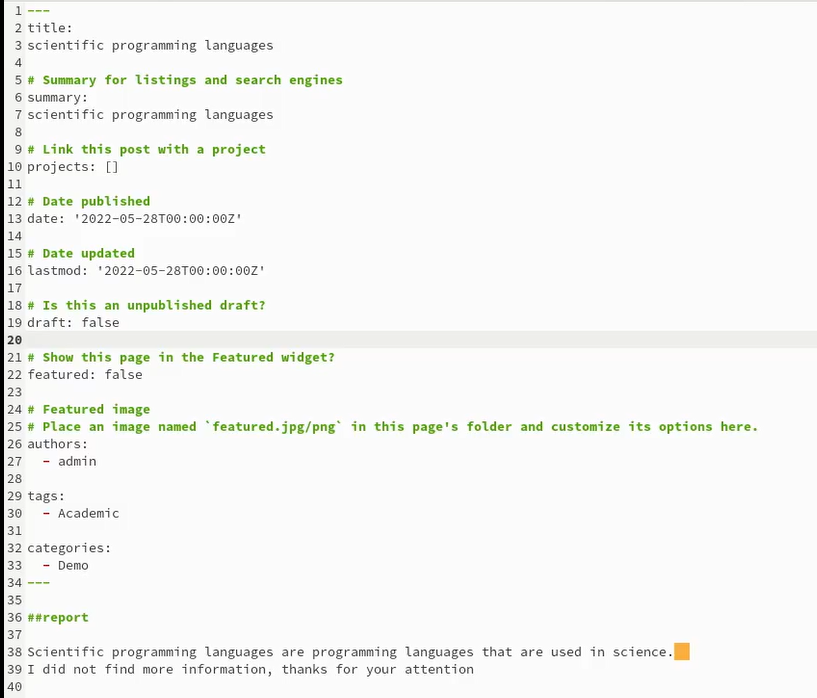 1 ---
2 title:
3 scientific programming languages
4
5 # Summary for listings and search engines
6 summary:
7 scientific programming languages
8
9 # Link this post with a project
10 projects: []
11
12 # Date published
13 date: '2022-05-28T00:00:00Z'
14
15 # Date updated
16 lastmod: '2022-05-28T00:00:00Z'
17
18 # Is this an unpublished draft?
19 draft: false
20
21 # Show this page in the Featured widget?
22 featured: false
23
24 # Featured image
25 # Place an image named `featured.jpg/png` in this page's folder and customize its options here.
26 authors:
27   - admin
28
29 tags:
30   - Academic
31
32 categories:
33   - Demo
34 ---
35
36 ##report
37
38 Scientific programming languages are programming languages that are used in science.
39 I did not find more information, thanks for your attention
40